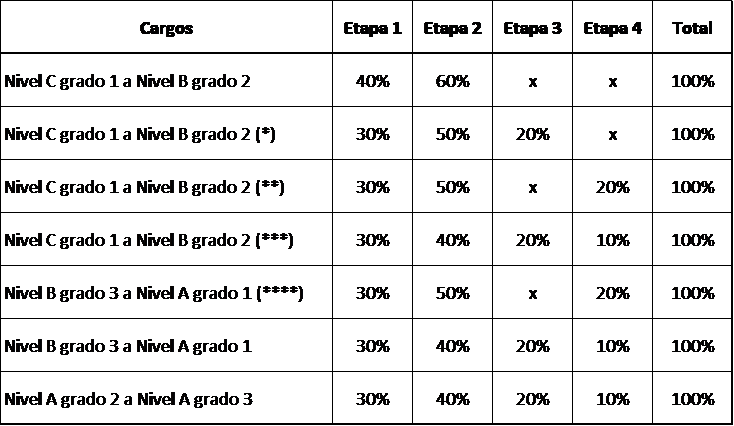 Cargos Etapa 1 Etapa 2 Etapa 3 Etapa 4 Total
Nivel C grado 1 a Nivel B grado 2 40% 60% x x 100%
Nivel C grado 1 a Nivel B grado 2 (*) 30% 50% 20% x 100%
Nivel C grado 1 a Nivel B grado 2 (**) 30% 50% x 20% 100%
Nivel C grado 1 a Nivel B grado 2 (***) 30% 40% 20% 10% 100%
Nivel B grado 3 a Nivel A grado 1 (****) 30% 50% x 20% 100%
Nivel B grado 3 a Nivel A grado 1 30% 40% 20% 10% 100%
Nivel A grado 2 a Nivel A grado 3 30% 40% 20% 10% 100%